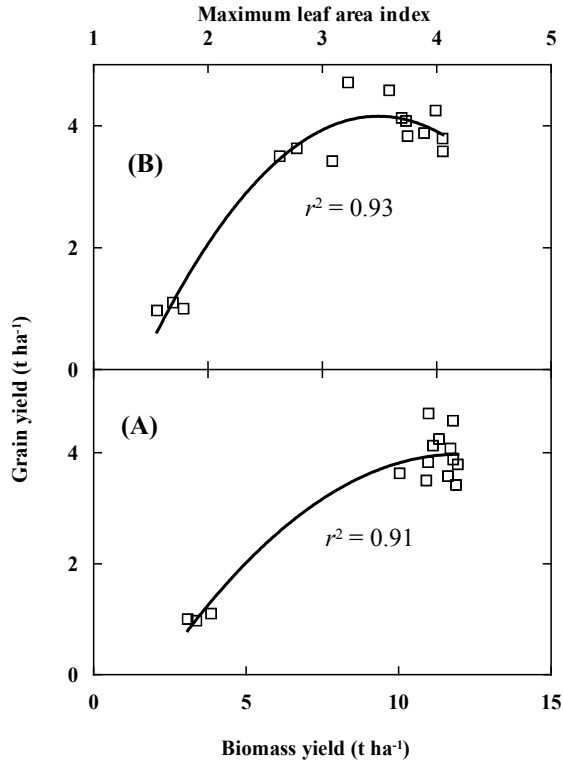 Maximum leaf area index
1 2 3 4 5
4
(B)
r² = 0.93
2
0
Grain yield (t ha⁻¹)
(A)
4
r² = 0.91
2
0
0 5 10 15
Biomass yield (t ha⁻¹)